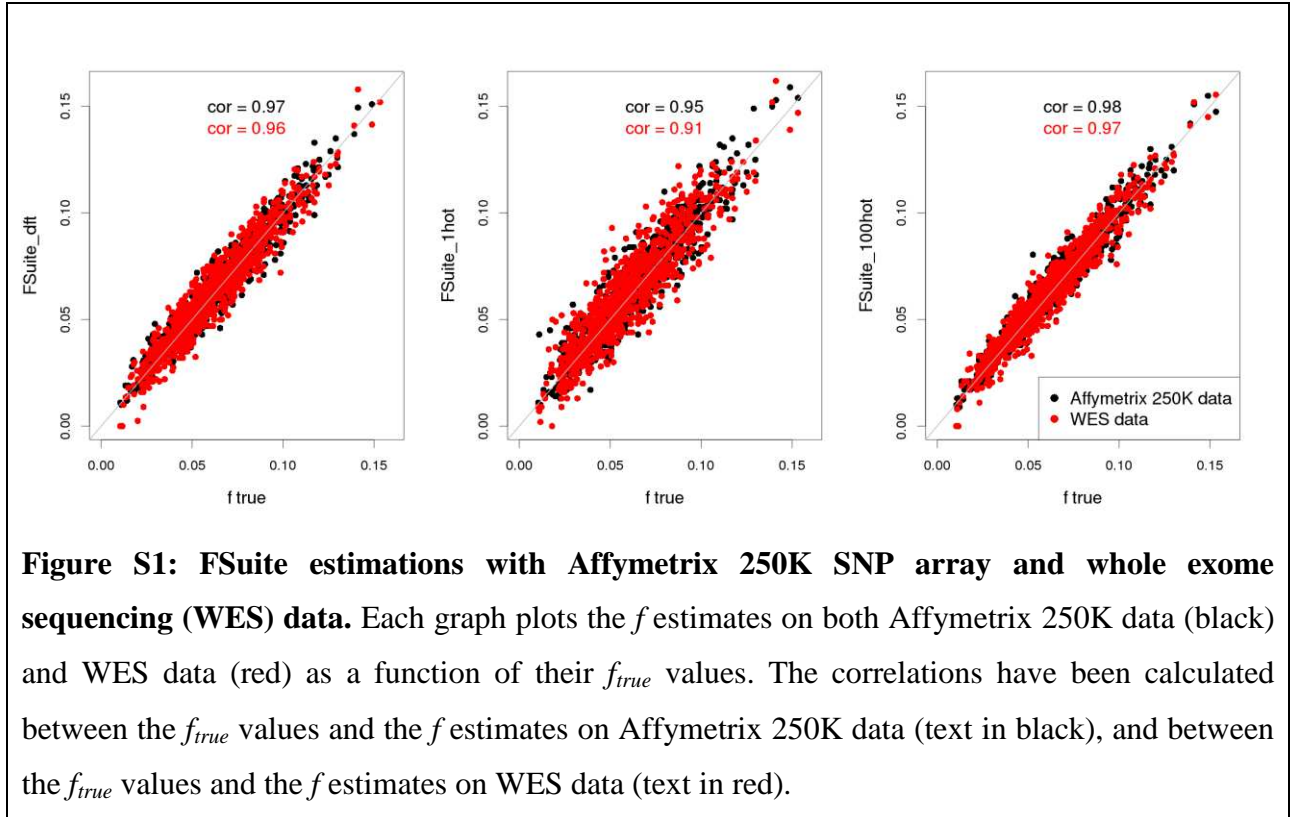 cor = 0.97
cor = 0.96
FSuite_dft
0.00
0.05
0.10
0.15
0.00
0.05
0.10
0.15
f true
cor = 0.95
cor = 0.91
FSuite_1hot
0.00
0.05
0.10
0.15
0.00
0.05
0.10
0.15
f true
cor = 0.98
cor = 0.97
FSuite_100hot
0.00
0.05
0.10
0.15
Affymetrix 250K data
WES data
0.00
0.05
0.10
0.15
f true
Figure S1: FSuite estimations with Affymetrix 250K SNP array and whole exome
sequencing (WES) data. Each graph plots the f estimates on both Affymetrix 250K data (black)
and WES data (red) as a function of their ftrue values. The correlations have been calculated
between the ftrue values and the f estimates on Affymetrix 250K data (text in black), and between
the ftrue values and the f estimates on WES data (text in red).